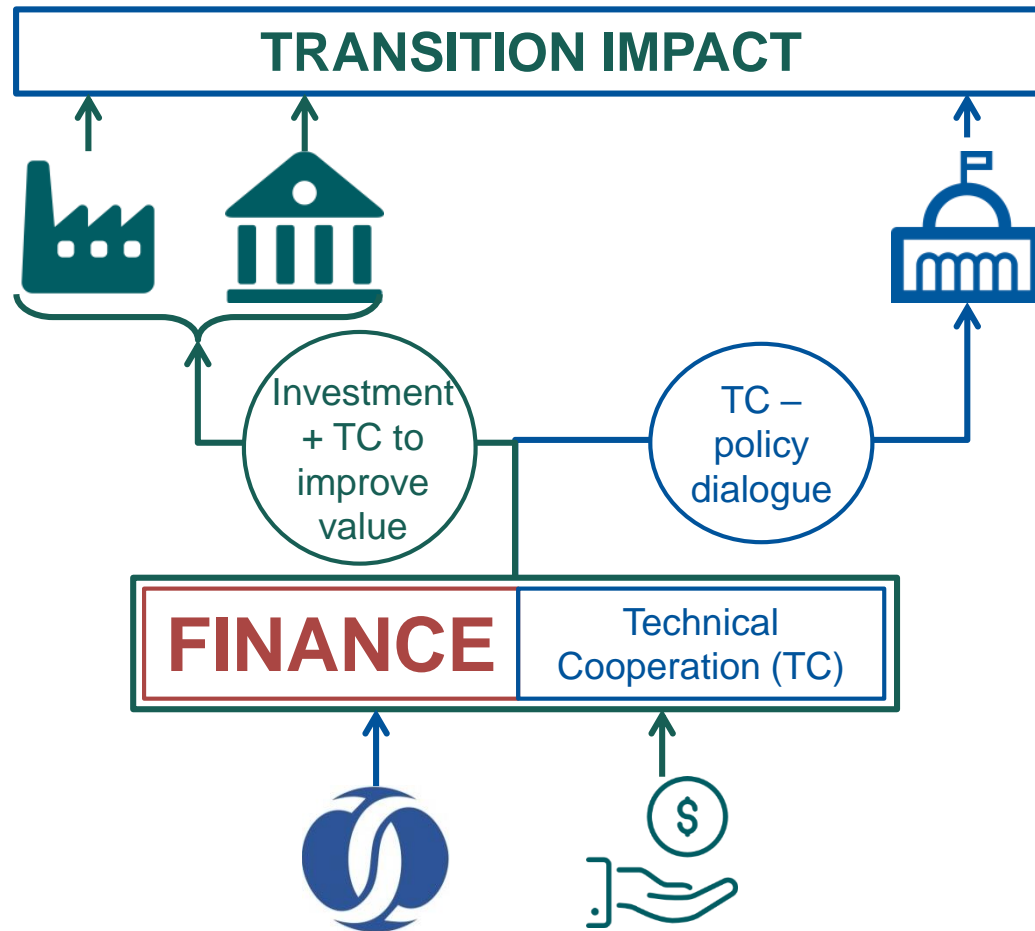 TRANSITION IMPACT
Investment
+ TC to
improve
value
TC –
policy
dialogue
FINANCE
Technical
Cooperation (TC)
$